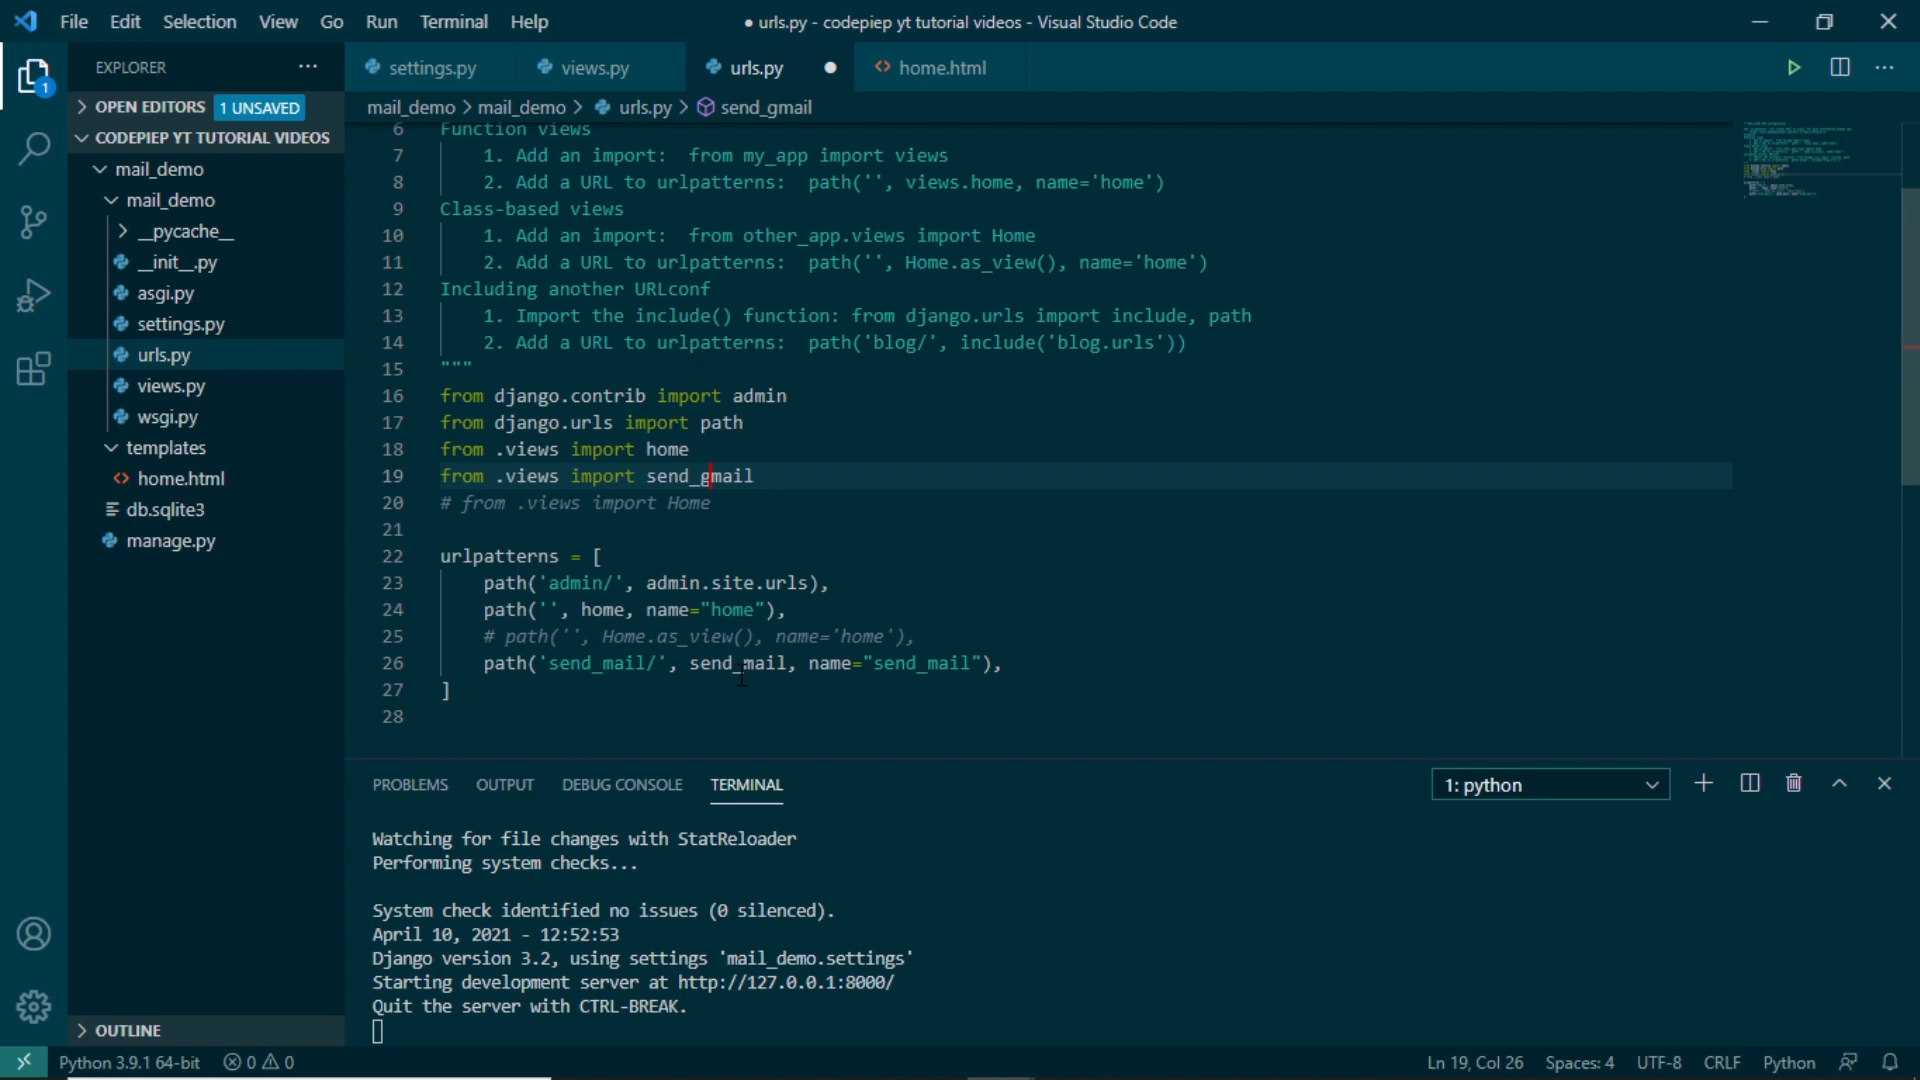 File Edit Selection View Go Run Terminal Help
● urls.py - codepiep yt tutorial videos - Visual Studio Code
EXPLORER
settings.py
views.py
urls.py ●
<> home.html
1
OPEN EDITORS 1 UNSAVED
mail_demo > mail_demo > urls.py > send_gmail
CODEPIEP YT TUTORIAL VIDEOS
mail_demo
mail_demo
__pycache__
__init__.py
asgi.py
settings.py
urls.py
views.py
wsgi.py
templates
<> home.html
db.sqlite3
manage.py
OUTLINE
6 Function views
7 1. Add an import:  from my_app import views
8 2. Add a URL to urlpatterns:  path('', views.home, name='home')
9 Class-based views
10 1. Add an import:  from other_app.views import Home
11 2. Add a URL to urlpatterns:  path('', Home.as_view(), name='home')
12 Including another URLconf
13 1. Import the include() function: from django.urls import include, path
14 2. Add a URL to urlpatterns:  path('blog/', include('blog.urls'))
15 """
16 from django.contrib import admin
17 from django.urls import path
18 from .views import home
19 from .views import send_gmail
20 # from .views import Home
21
22 urlpatterns = [
23 path('admin/', admin.site.urls),
24 path('', home, name="home"),
25 # path('', Home.as_view(), name='home'),
26 path('send_mail/', send_mail, name="send_mail"),
27 ]
28
PROBLEMS OUTPUT DEBUG CONSOLE TERMINAL
1: python
Watching for file changes with StatReloader
Performing system checks...
System check identified no issues (0 silenced).
April 10, 2021 - 12:52:53
Django version 3.2, using settings 'mail_demo.settings'
Starting development server at http://127.0.0.1:8000/
Quit the server with CTRL-BREAK.
Python 3.9.1 64-bit 0 0
Ln 19, Col 26 Spaces: 4 UTF-8 CRLF Python